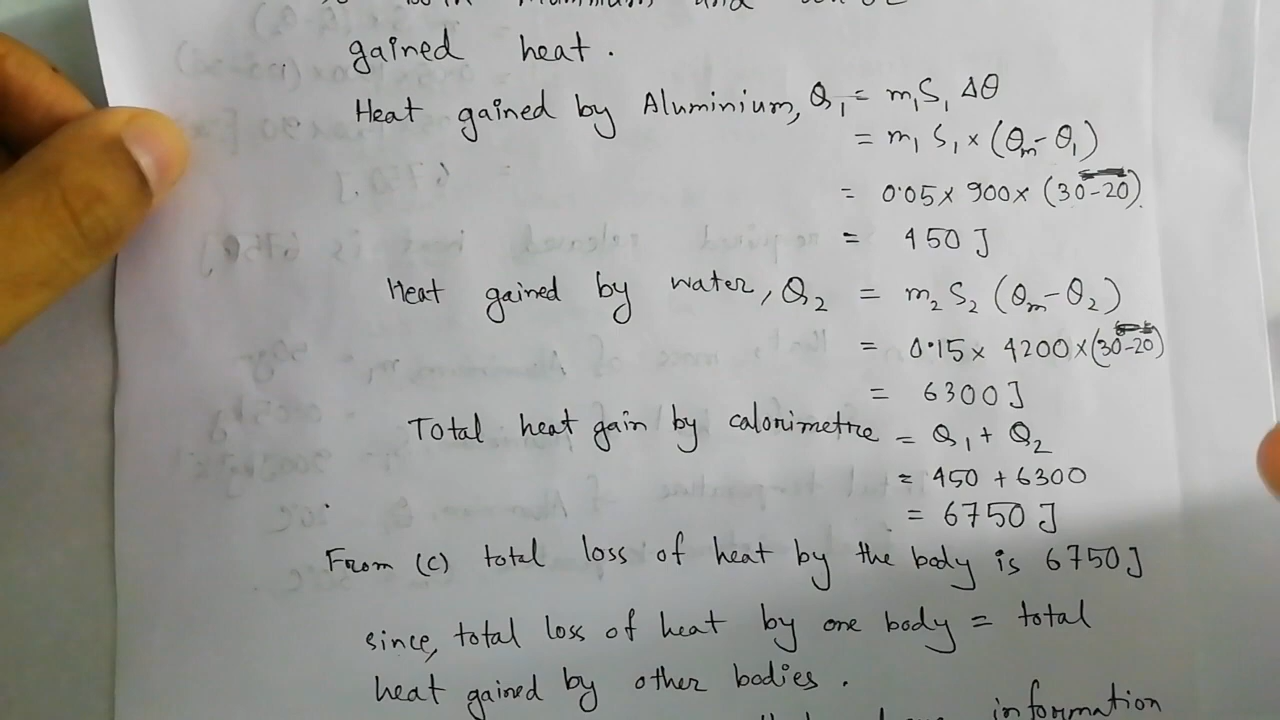 gained heat.
Heat gained by Aluminium, Q₁ = m₁S₁ Δθ
= m₁ S₁ × (θm - θ₁)
= 0.05 × 900 × (30-20)
= 450 J
Heat gained by water, Q₂ = m₂ S₂ (θm - θ₂)
= 0.15 × 4200 × (30-20)
= 6300 J
Total heat gain by calorimetre = Q₁ + Q₂
= 450 + 6300
= 6750 J
From (c) total loss of heat by the body is 6750 J
since, total loss of heat by one body = total
heat gained by other bodies.
information